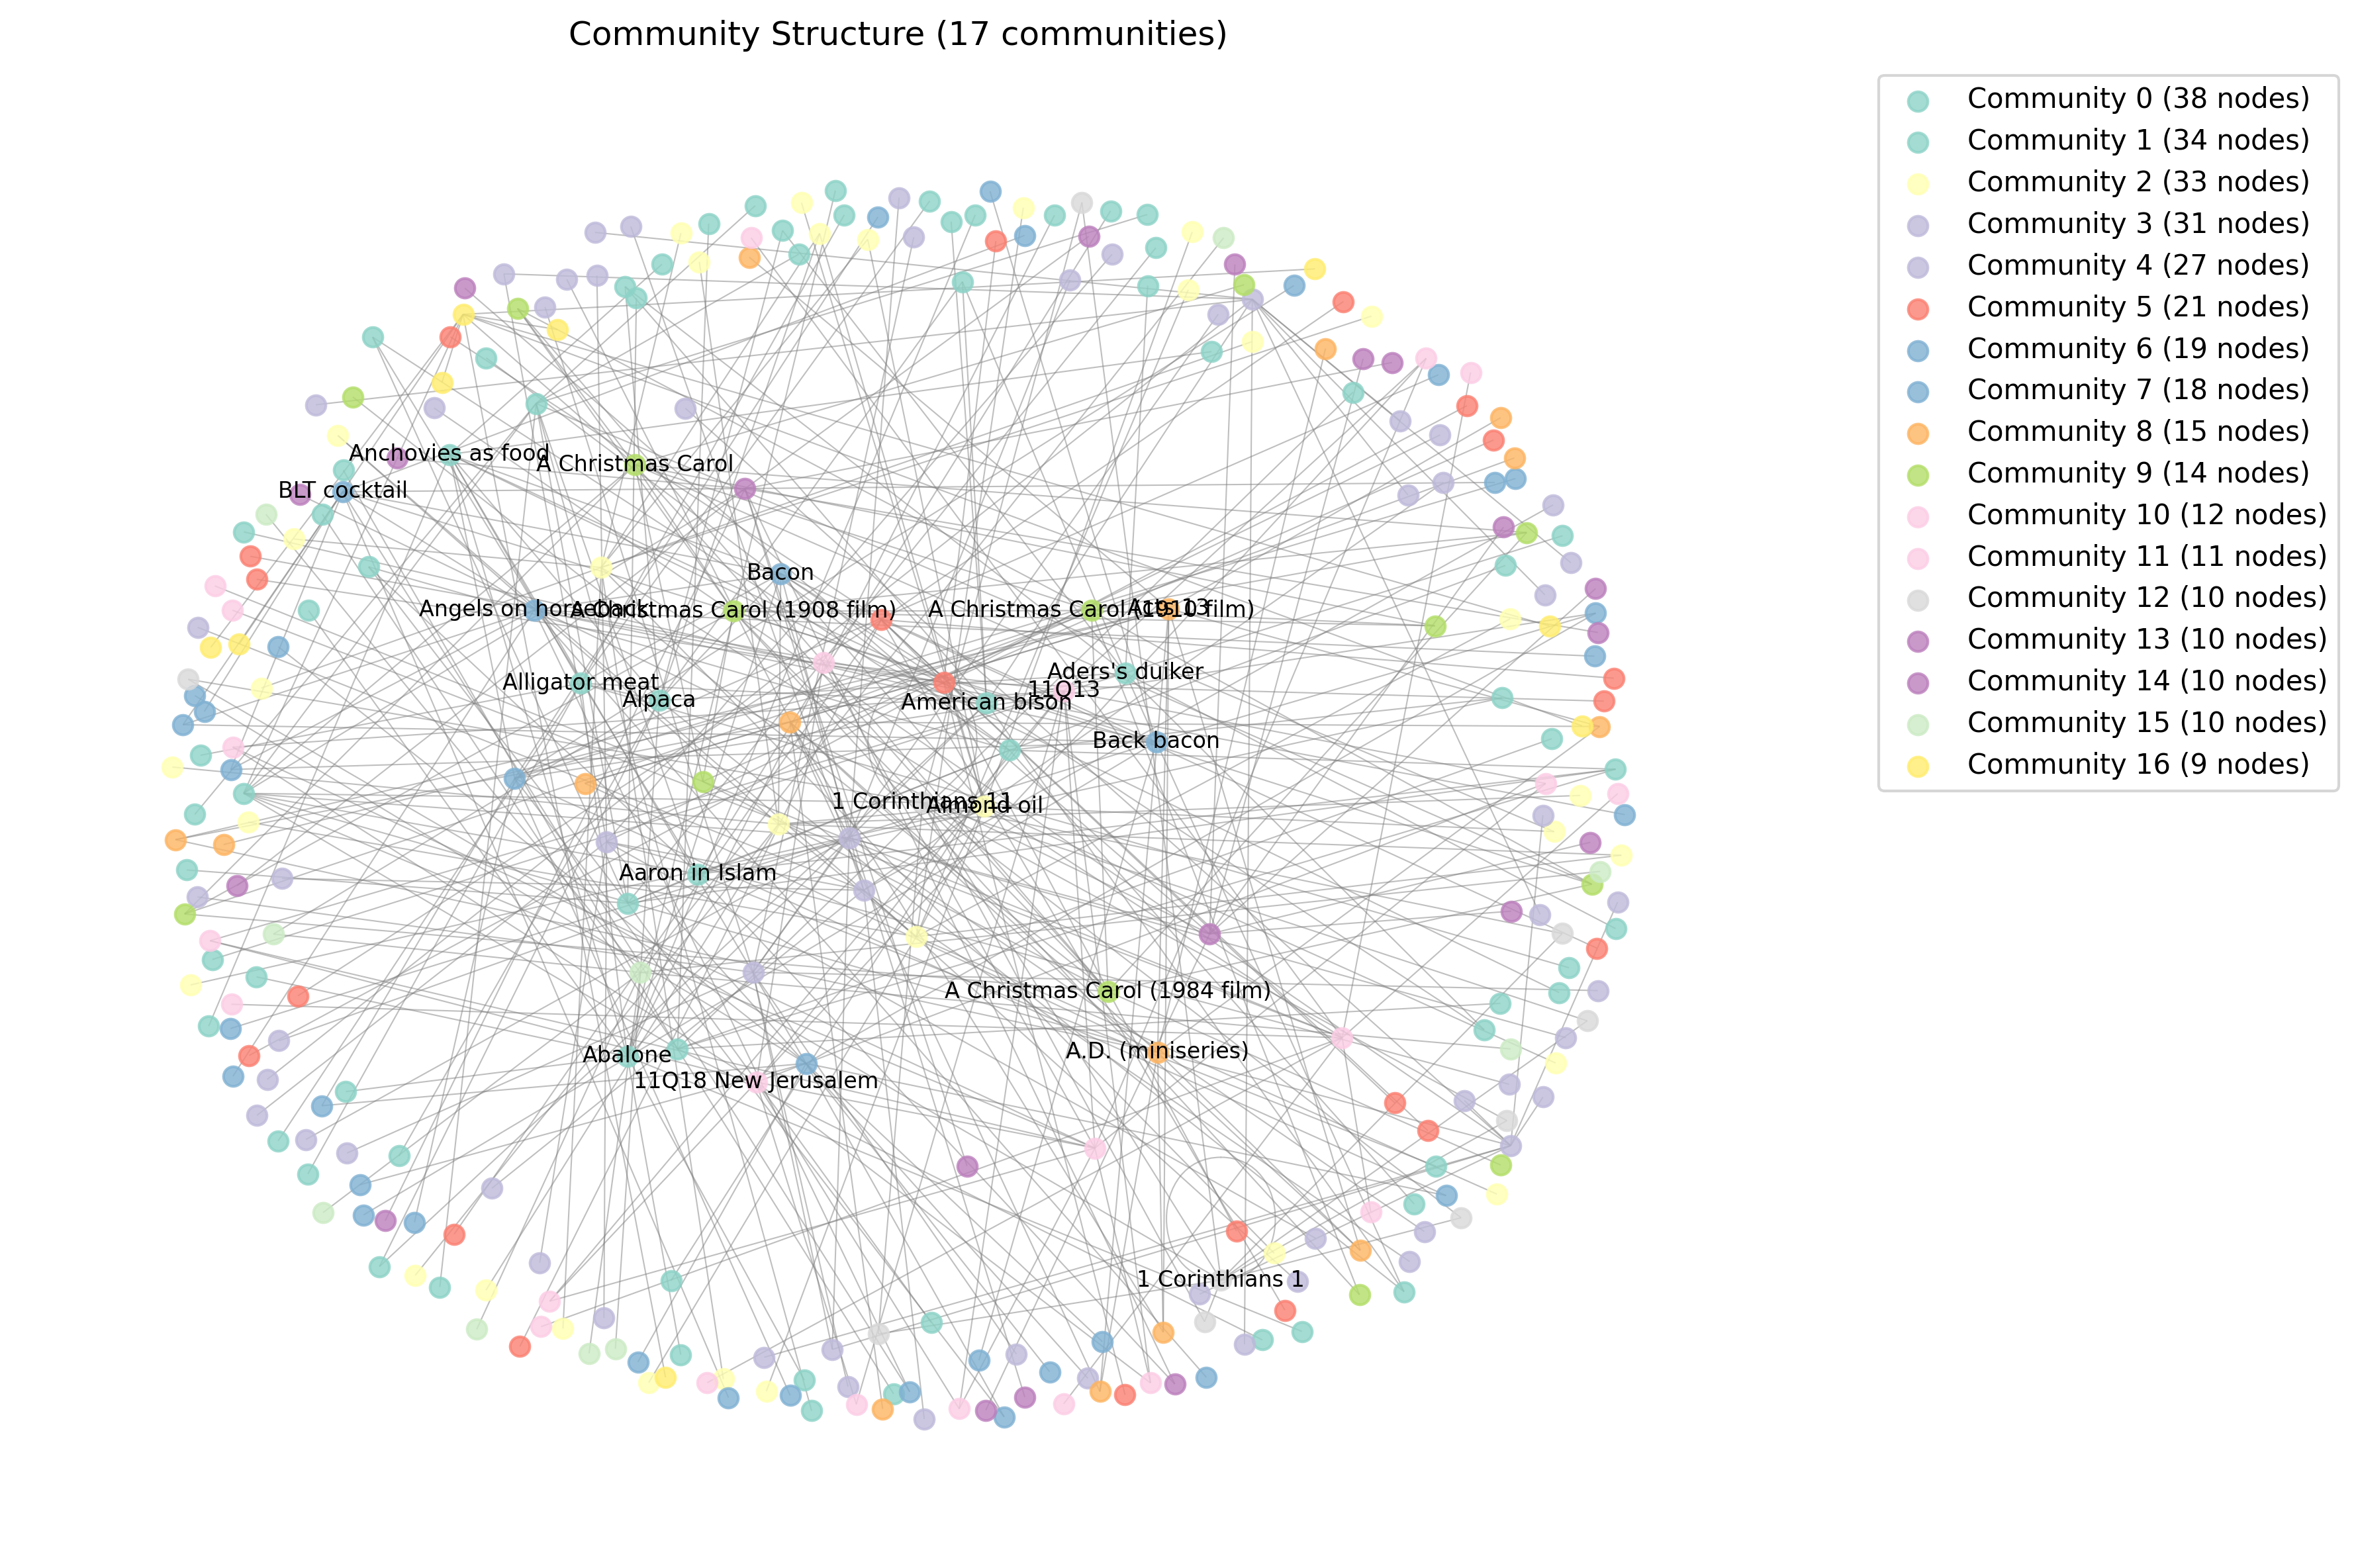 Community Structure (17 communities)
Community 0 (38 nodes)
Community 1 (34 nodes)
Community 2 (33 nodes)
Community 3 (31 nodes)
Community 4 (27 nodes)
Community 5 (21 nodes)
Community 6 (19 nodes)
Community 7 (18 nodes)
Community 8 (15 nodes)
Community 9 (14 nodes)
Community 10 (12 nodes)
Community 11 (11 nodes)
Community 12 (10 nodes)
Community 13 (10 nodes)
Community 14 (10 nodes)
Community 15 (10 nodes)
Community 16 (9 nodes)
Anchovies as food
A Christmas Carol
BLT cocktail
Bacon
Angels on horseback
A Christmas Carol (1908 film)
A Christmas Carol (1910 film)
Acts 13
Aders's duiker
Alligator meat
11Q13
Alpaca
American bison
Back bacon
1 Corinthians 11
Almond oil
Aaron in Islam
A Christmas Carol (1984 film)
Abalone
A.D. (miniseries)
11Q18 New Jerusalem
1 Corinthians 1